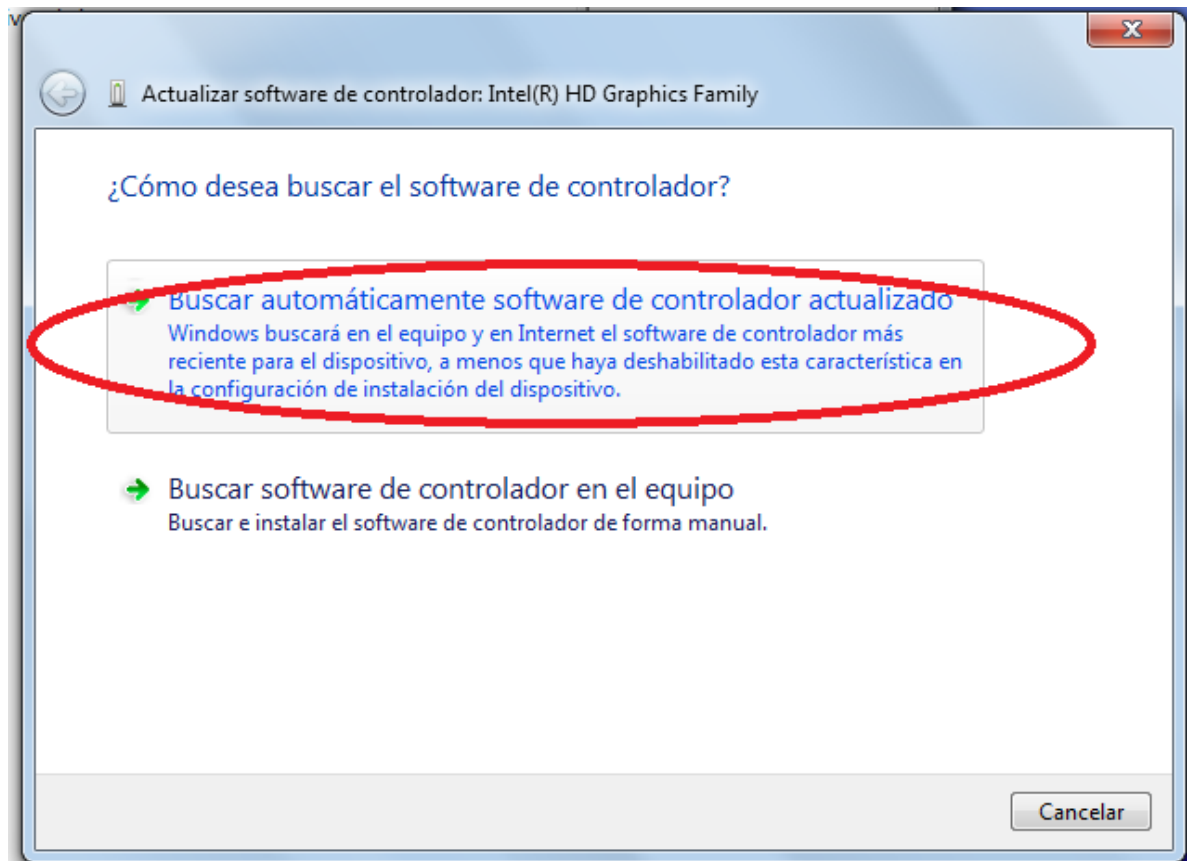 Actualizar software de controlador: Intel(R) HD Graphics Family
¿Cómo desea buscar el software de controlador?
Buscar automáticamente software de controlador actualizado
Windows buscará en el equipo y en Internet el software de controlador más
reciente para el dispositivo, a menos que haya deshabilitado esta característica en
la configuración de instalación del dispositivo.
Buscar software de controlador en el equipo
Buscar e instalar el software de controlador de forma manual.
Cancelar